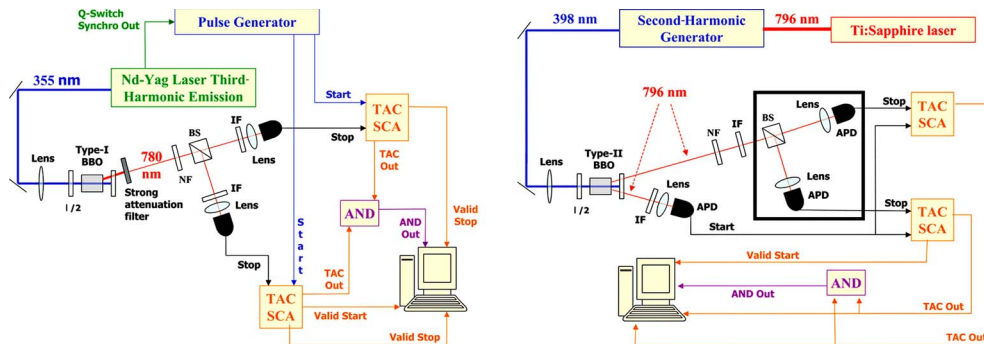 Q-Switch
Synchro Out
Pulse Generator
355 nm
Nd-Yag Laser Third-
Harmonic Emission
Start
TAC
SCA
Stop
TAC
Out
Lens
Type-I
BBO
780
nm
NF
BS
IF
Lens
l /2
Strong
attenuation
filter
IF
Lens
Stop
Start
AND
AND
Out
Valid
Stop
TAC
Out
TAC
SCA
Valid Start
Valid Stop
398 nm
Second-Harmonic
Generator
796 nm
Ti:Sapphire laser
796 nm
Lens
Type-II
BBO
l /2
NF
IF
BS
Lens
APD
Stop
TAC
SCA
IF
Lens
APD
Lens
APD
Stop
Start
TAC
SCA
Valid Start
AND
AND Out
TAC Out
TAC Out